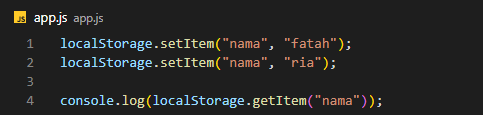 JS app.js app.js
1 localStorage.setItem("nama", "fatah");
2 localStorage.setItem("nama", "ria");
3
4 console.log(localStorage.getItem("nama"));